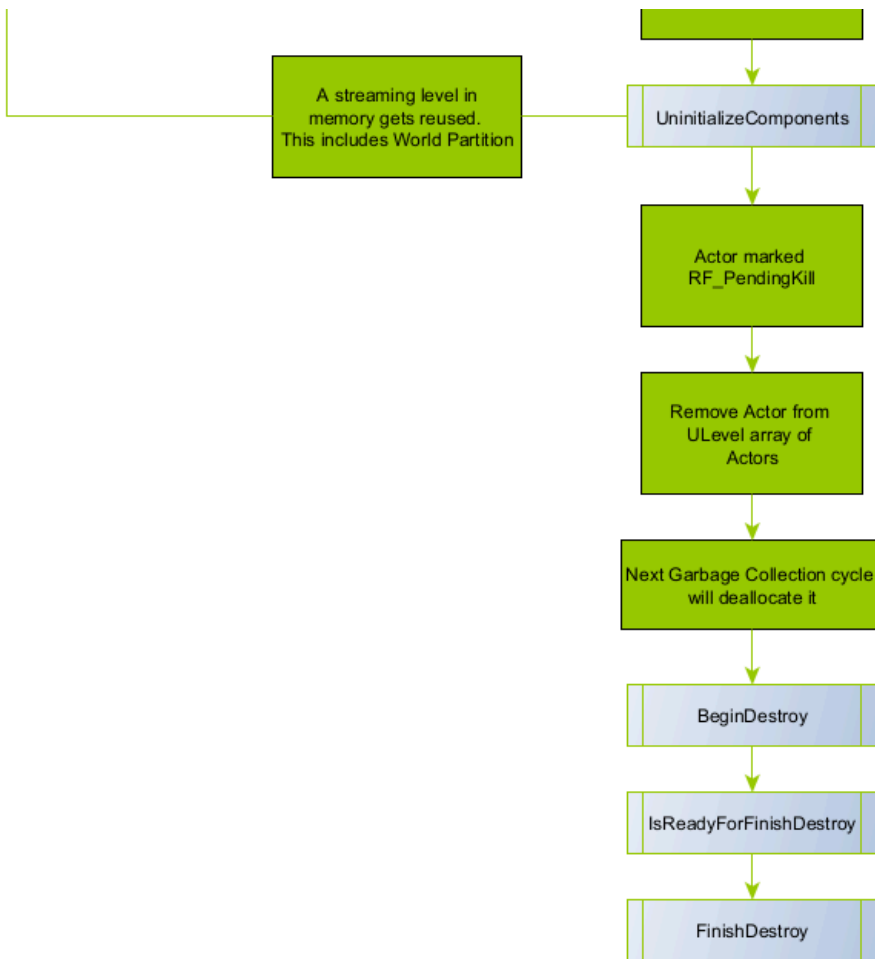 A streaming level in
memory gets reused.
This includes World Partition
UninitializeComponents
Actor marked
RF_PendingKill
Remove Actor from
ULevel array of
Actors
Next Garbage Collection cycle
will deallocate it
BeginDestroy
IsReadyForFinishDestroy
FinishDestroy